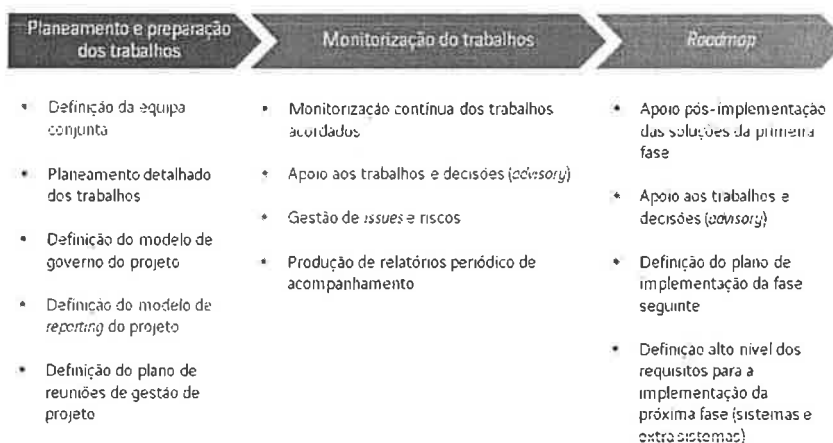 Planeamento e preparação
dos trabalhos
Monitorização do trabalhos
Roadmap
Definição da equipa
conjunta
Planeamento detalhado
dos trabalhos
Definição do modelo de
governo do projeto
Definição do modelo de
reporting do projeto
Definição do plano de
reuniões de gestão de
projeto
Monitorização contínua dos trabalhos
acordados
Apoio aos trabalhos e decisões (advisory)
Gestão de issues e riscos
Produção de relatórios periódico de
acompanhamento
Apoio pós-implementação
das soluções da primeira
fase
Apoio aos trabalhos e
decisões (advisory)
Definição do plano de
implementação da fase
seguinte
Definição alto nível dos
requisitos para a
implementação da
próxima fase (sistemas e
extra sistemas)